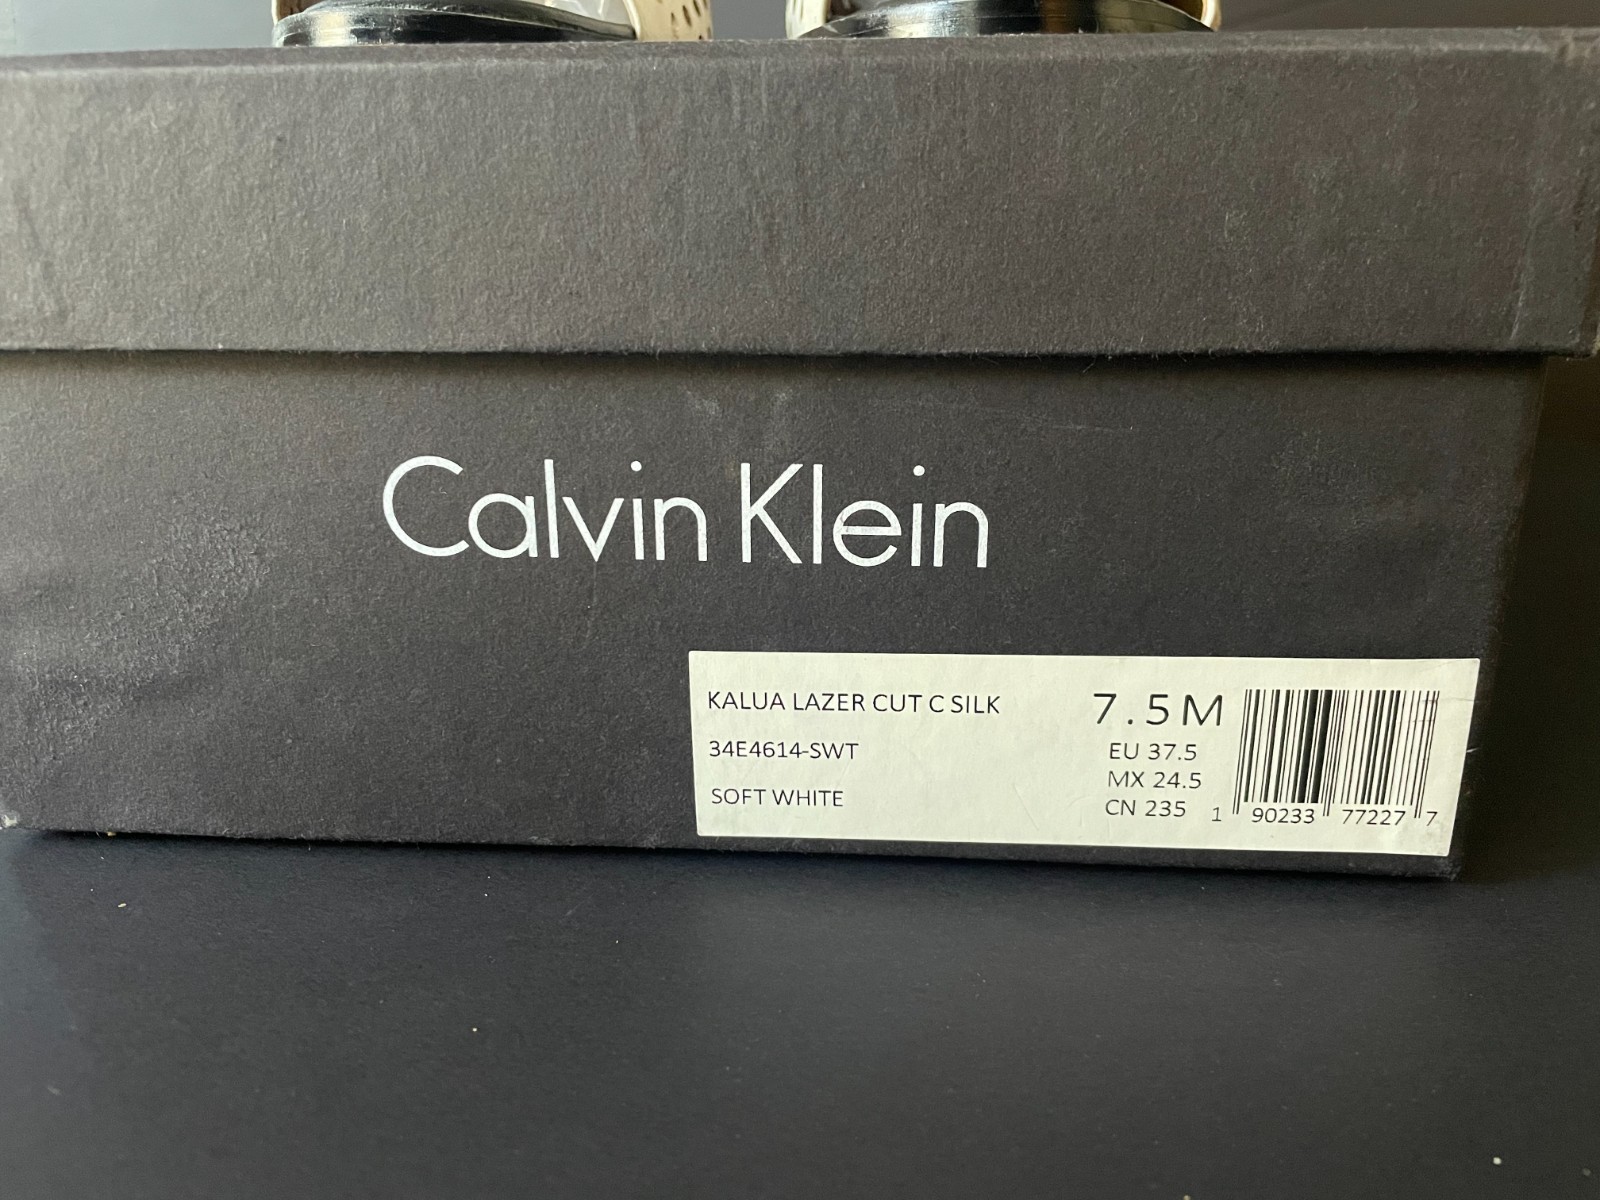 Calvin Klein
KALUA LAZER CUT C SILK
34E4614-SWT
SOFT WHITE
7.5M
EU 37.5
MX 24.5
CN 235
1 90233 77227 7